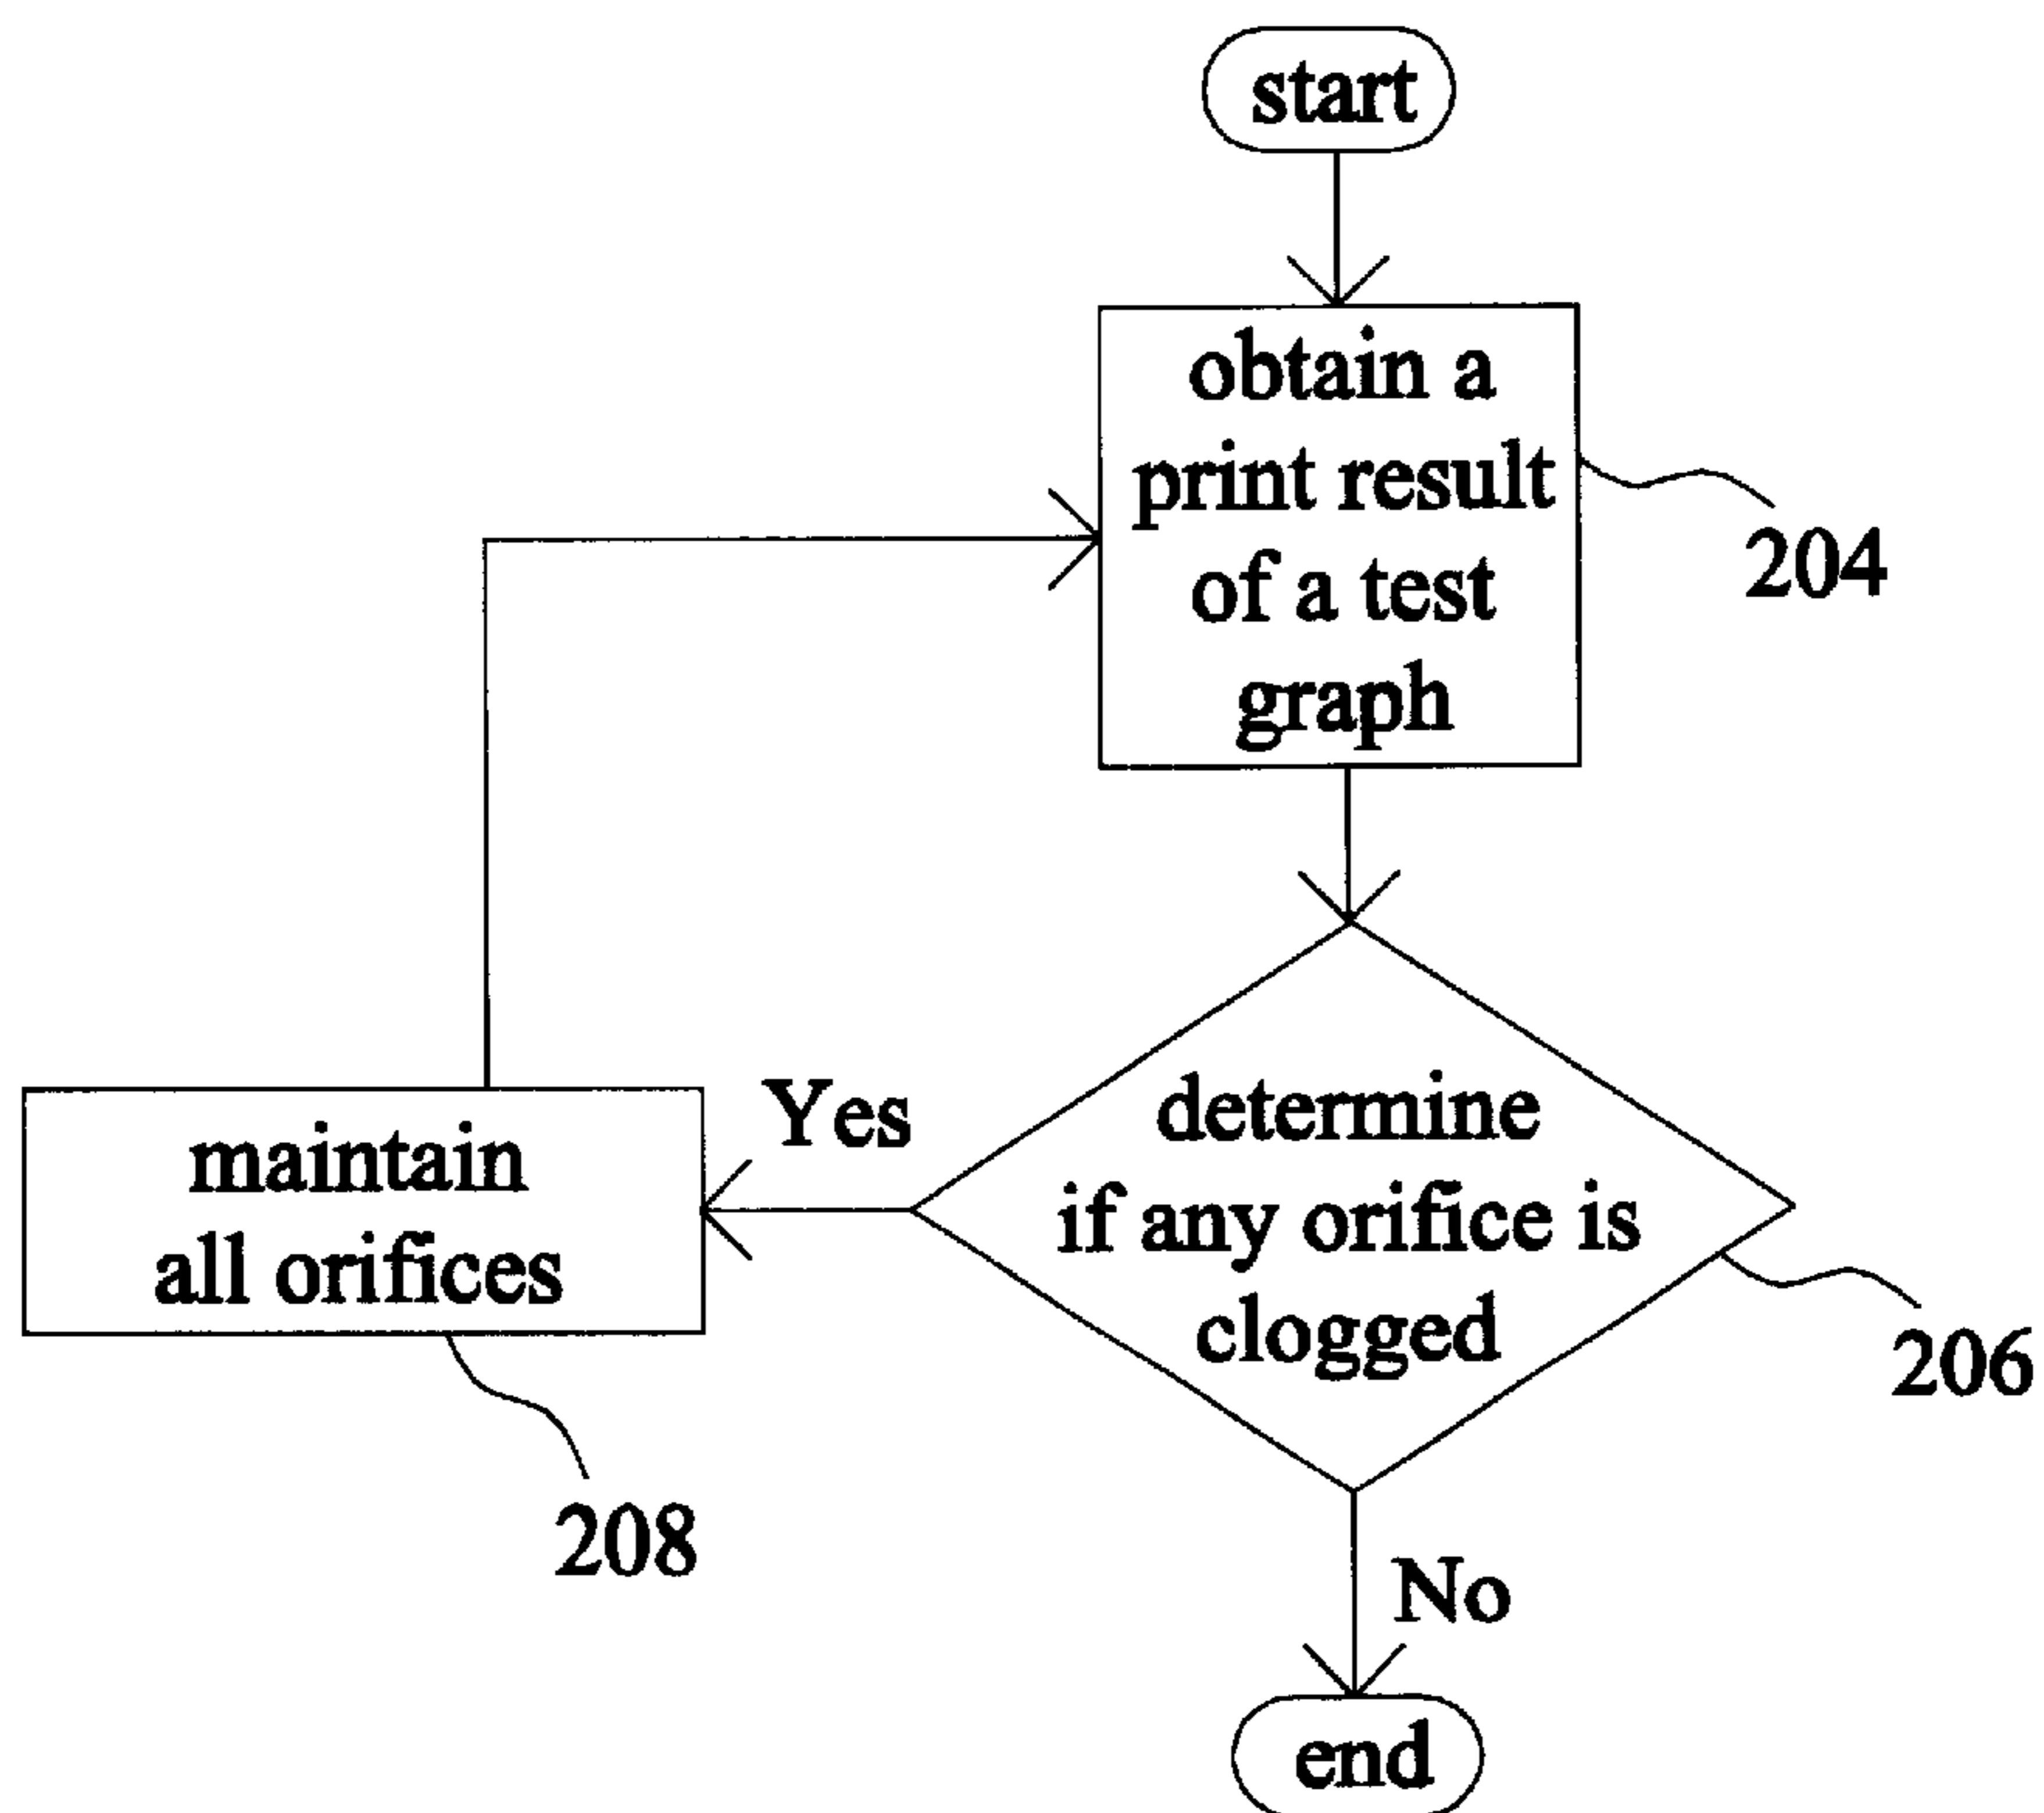 start
obtain a
print result
of a test
graph
204
determine
if any orifice is
clogged
206
Yes
maintain
all orifices
208
No
end